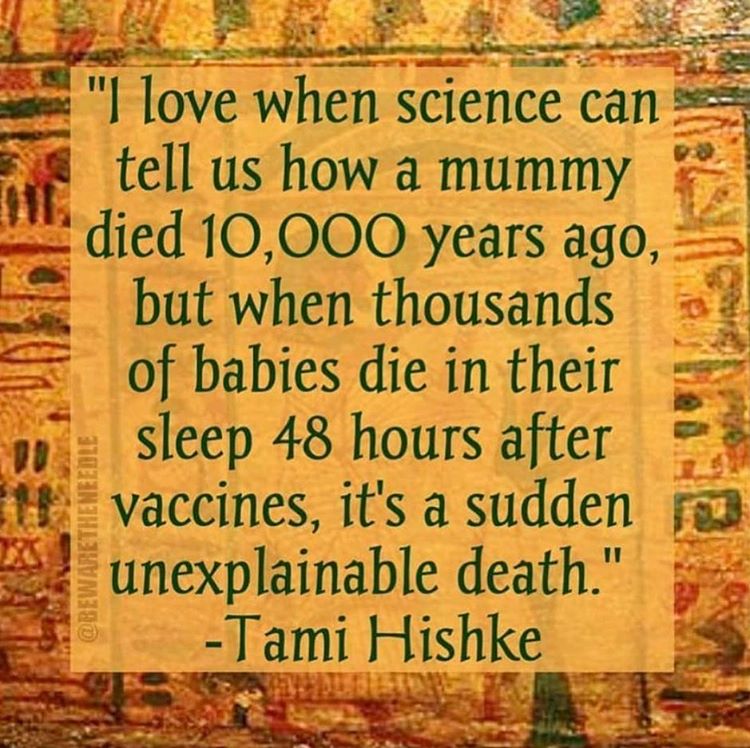 "I love when science can
tell us how a mummy
died 10,000 years ago,
but when thousands
of babies die in their
sleep 48 hours after
vaccines, it's a sudden
unexplainable death."
-Tami Hishke
@BEWARETHENEEDLE